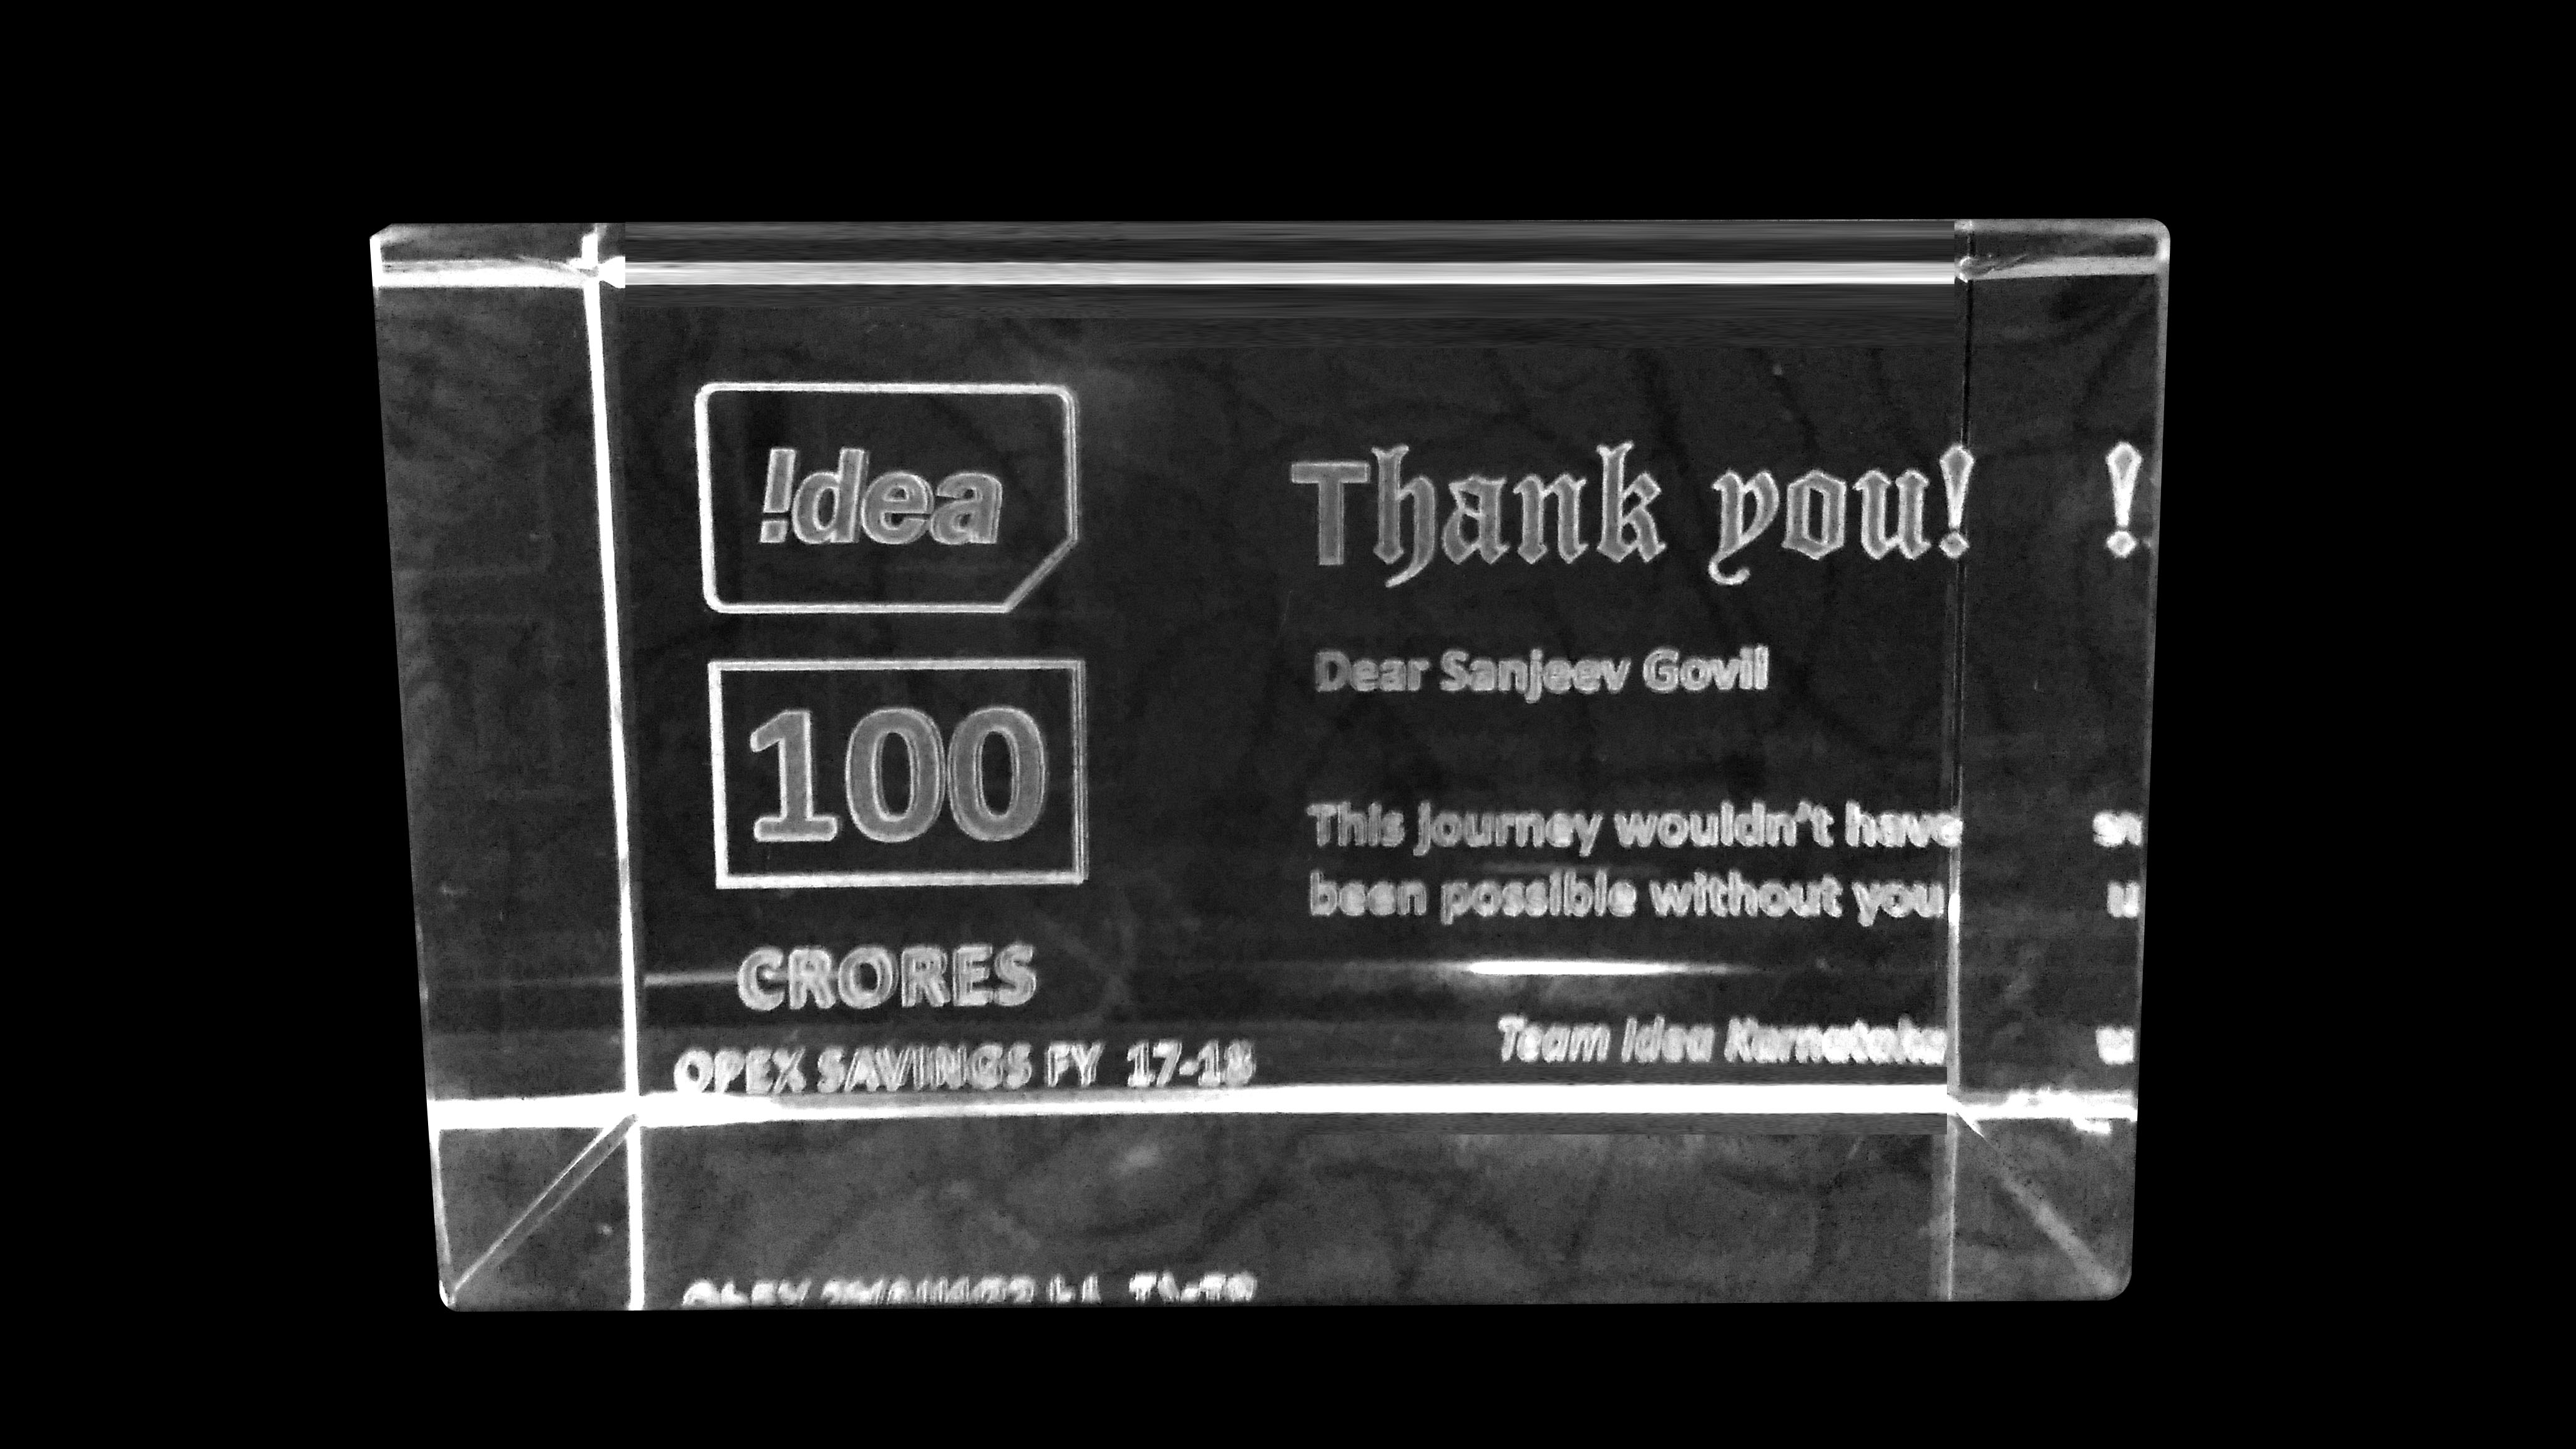 !dea
100
CRORES
OPEX SAVINGS FY 17-18
Thank you!
Dear Sanjeev Govil
This journey wouldn't have
been possible without you
Team Idea Karnataka